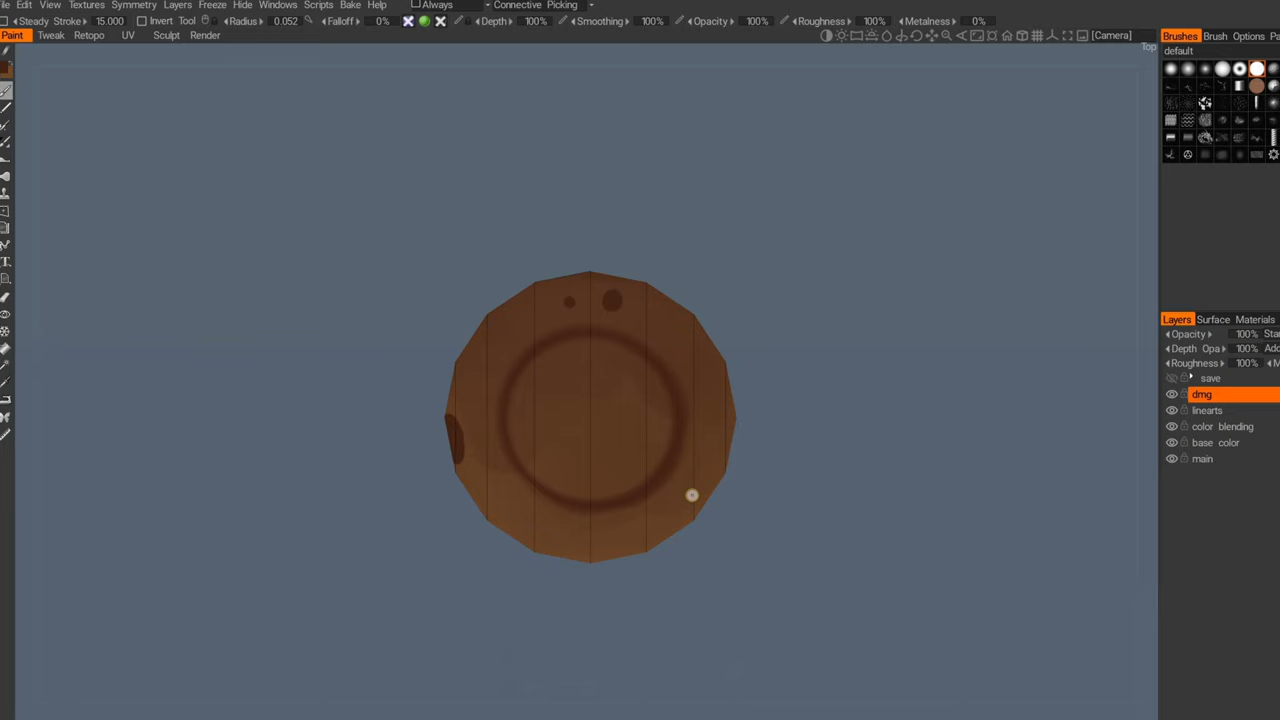 Edit View Textures Symmetry Layers Freeze Hide Windows Scripts Bake Help Always Connective Picking
Steady Stroke 15.000 Invert Tool Radius 0.052 Falloff 0% Depth 100% Smoothing 100% Opacity 100% Roughness 100% Metalness 0%
Paint Tweak Retopo UV Sculpt Render [Camera] Brushes Brush Options
Top
default
Layers Surface Materials
Opacity 100%
Depth Opa 100%
Roughness 100%
save
dmg
linearts
color blending
base color
main